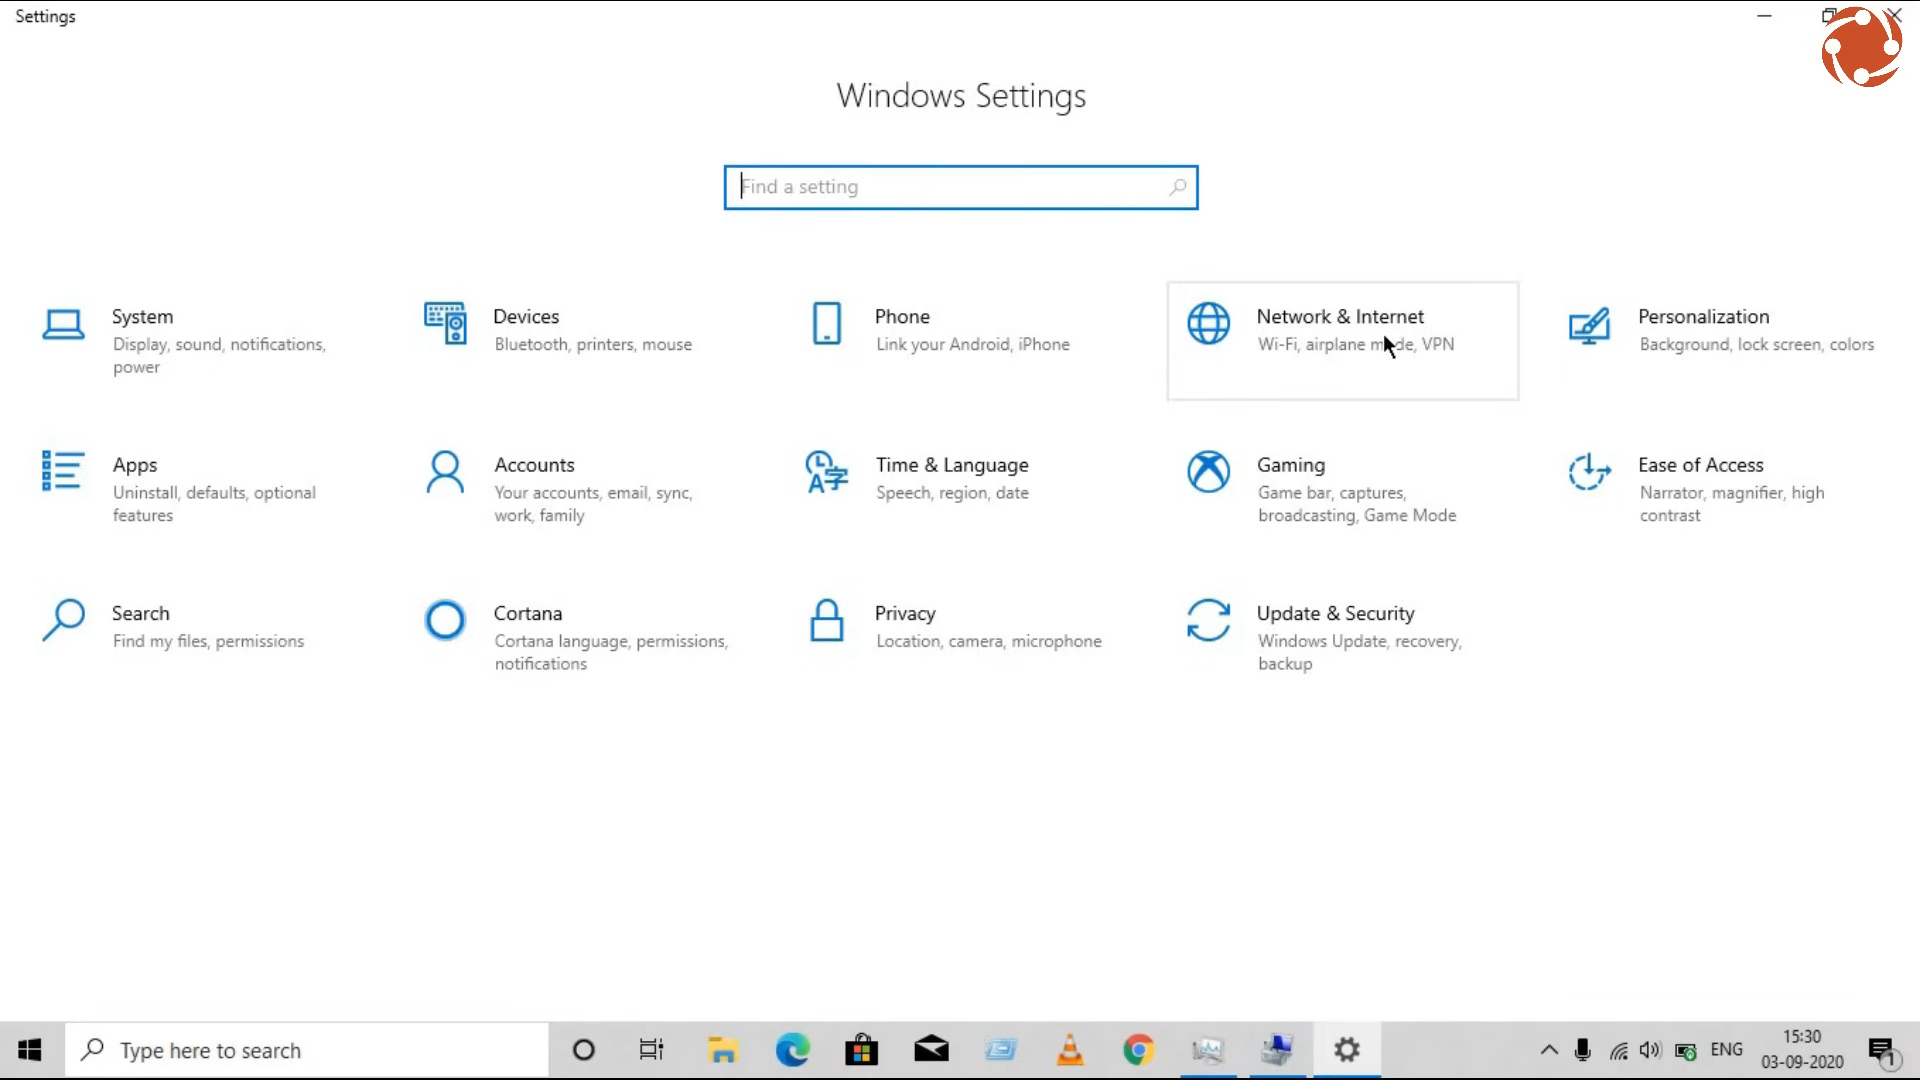 Settings
Windows Settings
Find a setting
System
Display, sound, notifications,
power
Devices
Bluetooth, printers, mouse
Phone
Link your Android, iPhone
Network & Internet
Wi-Fi, airplane mode, VPN
Personalization
Background, lock screen, colors
Apps
Uninstall, defaults, optional
features
Accounts
Your accounts, email, sync,
work, family
Time & Language
Speech, region, date
Gaming
Game bar, captures,
broadcasting, Game Mode
Ease of Access
Narrator, magnifier, high
contrast
Search
Find my files, permissions
Cortana
Cortana language, permissions,
notifications
Privacy
Location, camera, microphone
Update & Security
Windows Update, recovery,
backup
Type here to search
ENG
15:30
03-09-2020
1